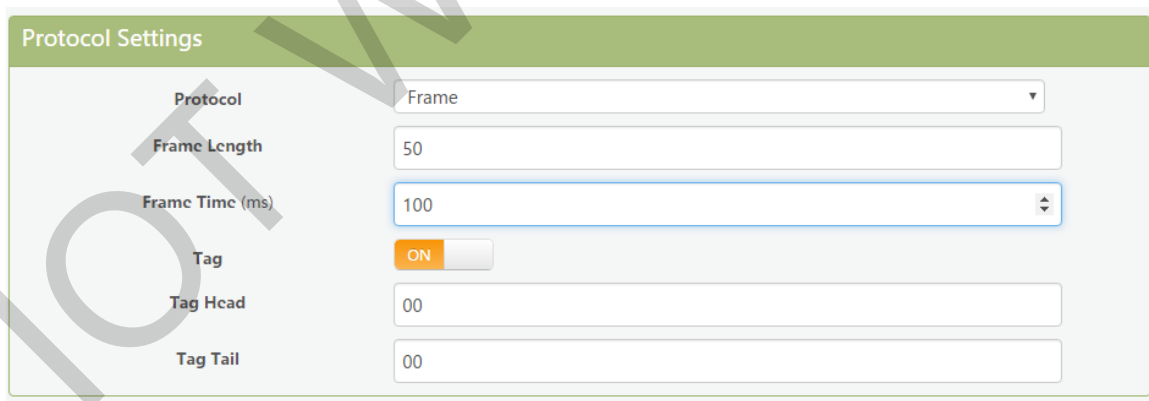 Protocol Settings
Protocol Frame
Frame Length 50
Frame Time (ms) 100
Tag ON
Tag Head 00
Tag Tail 00
IOT W